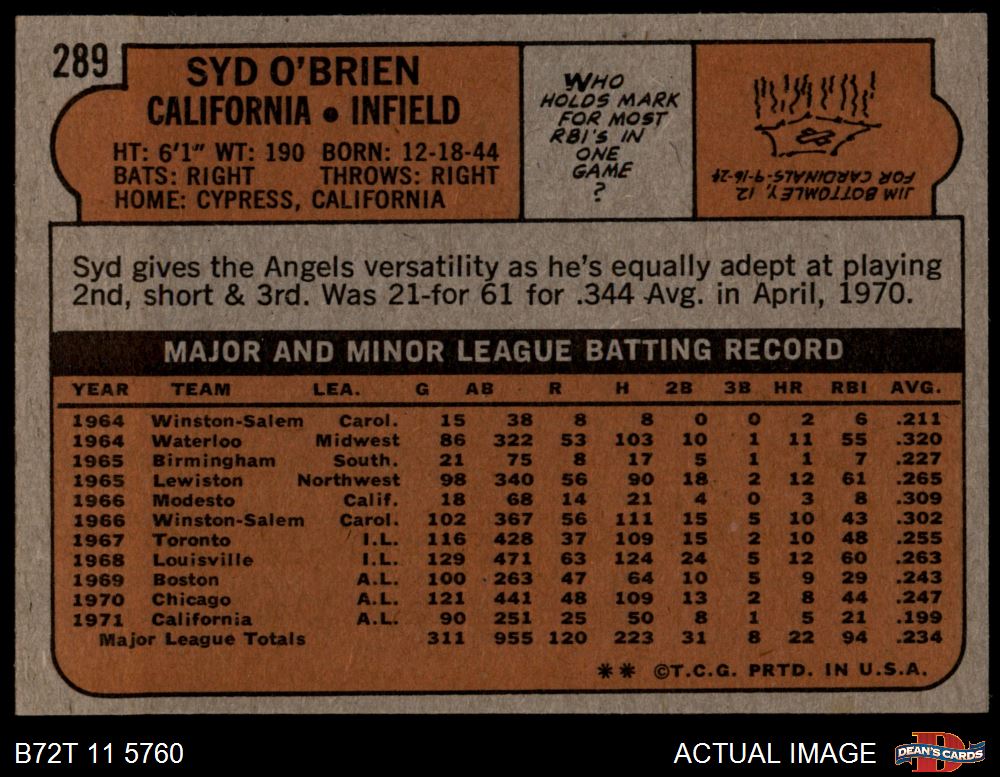 289
SYD O'BRIEN
CALIFORNIA • INFIELD
HT: 6'1" WT: 190 BORN: 12-18-44
BATS: RIGHT THROWS: RIGHT
HOME: CYPRESS, CALIFORNIA
WHO
HOLDS MARK
FOR MOST
RBI'S IN
ONE
GAME
?
JIM BOTTOMLEY, 12
FOR CARDINALS-9-16-24
Syd gives the Angels versatility as he's equally adept at playing
2nd, short & 3rd. Was 21-for 61 for .344 Avg. in April, 1970.
MAJOR AND MINOR LEAGUE BATTING RECORD
YEAR TEAM LEA. G AB R H 2B 3B HR RBI AVG.
1964 Winston-Salem Carol. 15 38 8 8 0 0 2 6 .211
1964 Waterloo Midwest 86 322 53 103 10 1 11 55 .320
1965 Birmingham South. 21 75 8 17 5 1 1 7 .227
1965 Lewiston Northwest 98 340 56 90 18 2 12 61 .265
1966 Modesto Calif. 18 68 14 21 4 0 3 8 .309
1966 Winston-Salem Carol. 102 367 56 111 15 5 10 43 .302
1967 Toronto I.L. 116 428 37 109 15 2 10 48 .255
1968 Louisville I.L. 129 471 63 124 24 5 12 60 .263
1969 Boston A.L. 100 263 47 64 10 5 9 29 .243
1970 Chicago A.L. 121 441 48 109 13 2 8 44 .247
1971 California A.L. 90 251 25 50 8 1 5 21 .199
Major League Totals 311 955 120 223 31 8 22 94 .234
** ©T.C.G. PRTD. IN U.S.A.
B72T 11 5760
ACTUAL IMAGE
D
DEAN'S CARDS